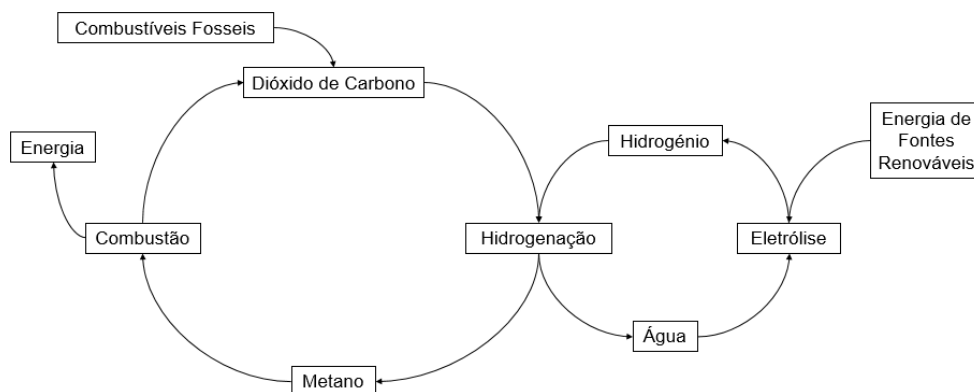 Combustíveis Fosseis
Dióxido de Carbono
Energia de
Fontes
Renováveis
Hidrogénio
Energia
Combustão
Hidrogenação
Eletrólise
Água
Metano